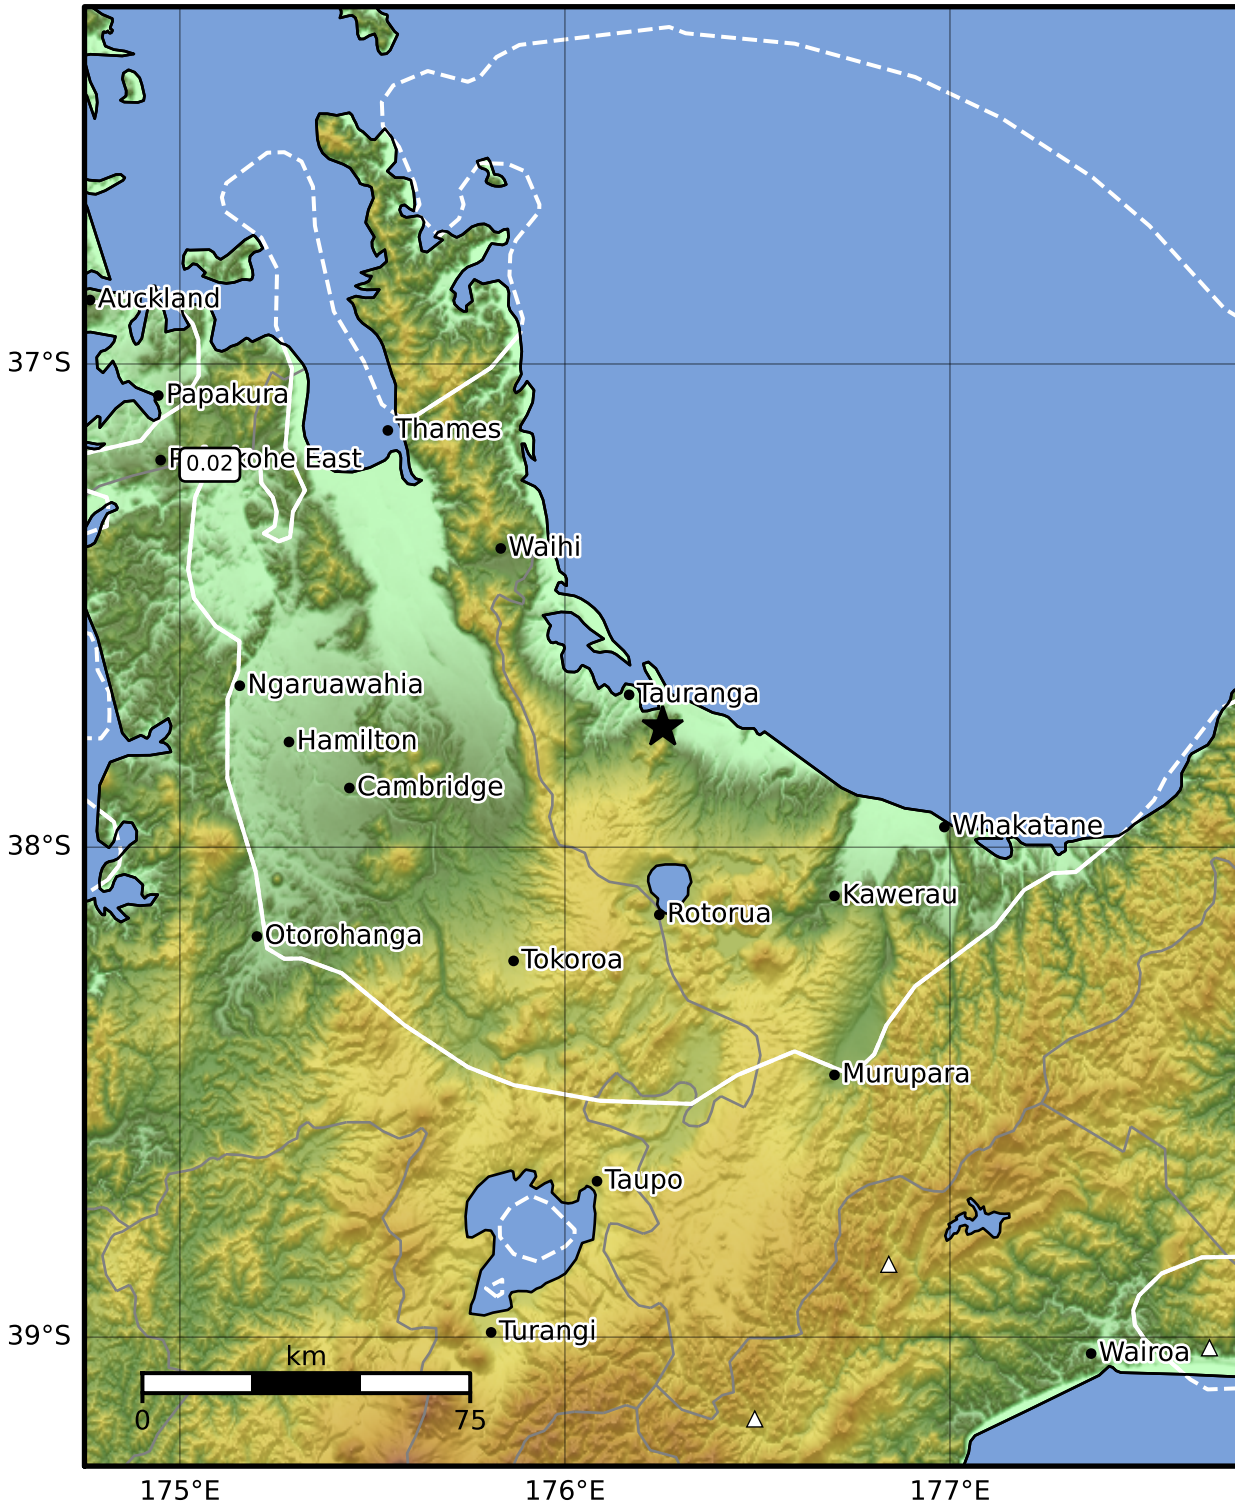 Auckland
37°S
Papakura
Thames
kohe East
0.02
Waihi
Ngaruawahia
Tauranga
Hamilton
Cambridge
Whakatane
38°S
Kawerau
Rotorua
Otorohanga
Tokoroa
Murupara
Taupo
Turangi
39°S
Wairoa
km
0 75
175°E 176°E 177°E